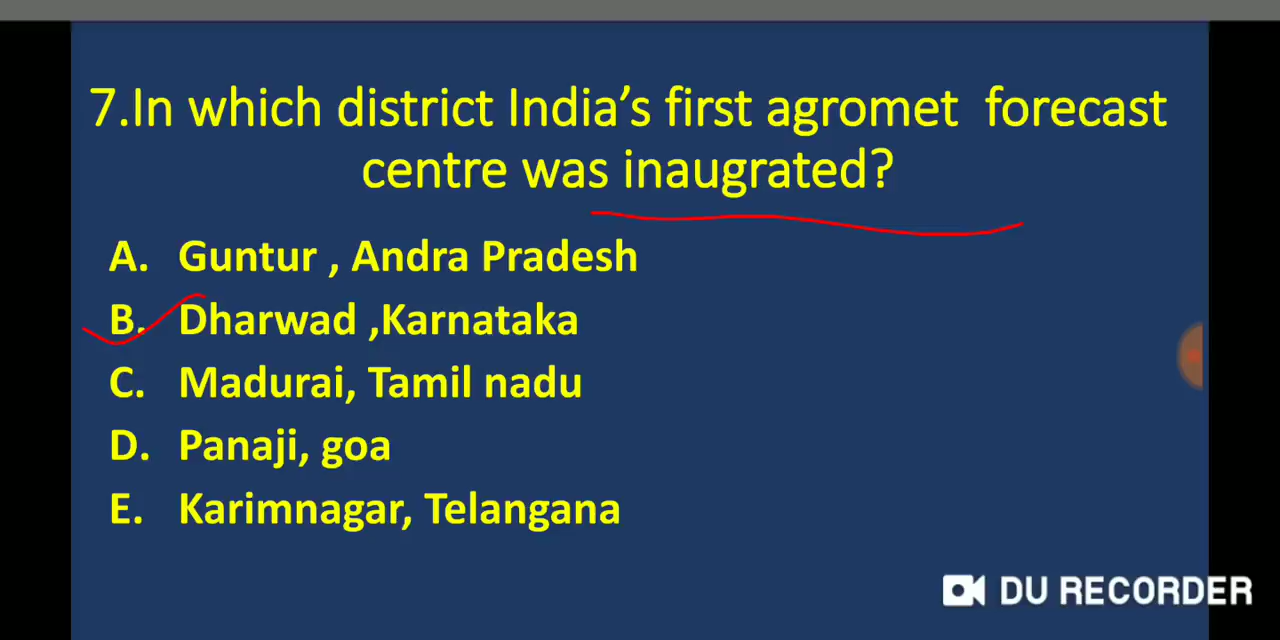 7.In which district India's first agromet forecast
centre was inaugrated?
A. Guntur , Andra Pradesh
B. Dharwad ,Karnataka
C. Madurai, Tamil nadu
D. Panaji, goa
E. Karimnagar, Telangana
DU RECORDER